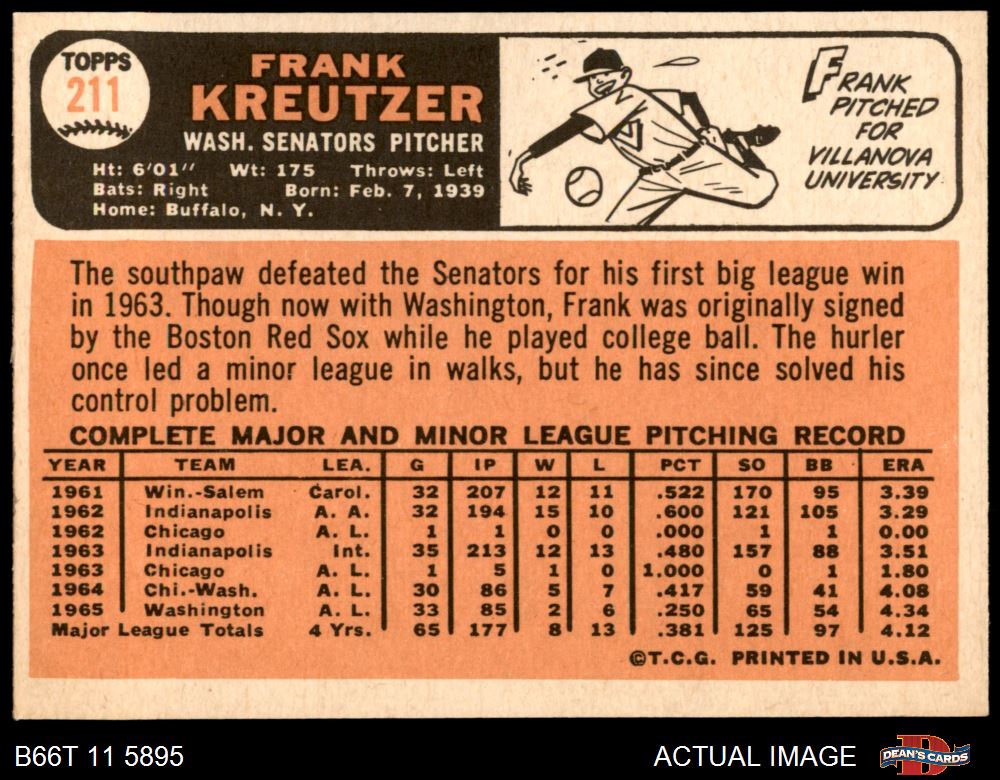 TOPPS
211
FRANK
KREUTZER
WASH. SENATORS PITCHER
Ht: 6'01" Wt: 175 Throws: Left
Bats: Right Born: Feb. 7, 1939
Home: Buffalo, N. Y.
FRANK
PITCHED
FOR
VILLANOVA
UNIVERSITY
The southpaw defeated the Senators for his first big league win
in 1963. Though now with Washington, Frank was originally signed
by the Boston Red Sox while he played college ball. The hurler
once led a minor league in walks, but he has since solved his
control problem.
COMPLETE MAJOR AND MINOR LEAGUE PITCHING RECORD
YEAR TEAM LEA. G IP W L PCT SO BB ERA
1961 Win.-Salem Carol. 32 207 12 11 .522 170 95 3.39
1962 Indianapolis A. A. 32 194 15 10 .600 121 105 3.29
1962 Chicago A. L. 1 1 0 0 .000 1 1 0.00
1963 Indianapolis Int. 35 213 12 13 .480 157 88 3.51
1963 Chicago A. L. 1 5 1 0 1.000 0 1 1.80
1964 Chi.-Wash. A. L. 30 86 5 7 .417 59 41 4.08
1965 Washington A. L. 33 85 2 6 .250 65 54 4.34
Major League Totals 4 Yrs. 65 177 8 13 .381 125 97 4.12
©T.C.G. PRINTED IN U.S.A.
B66T 11 5895
ACTUAL IMAGE
DEAN'S CARDS